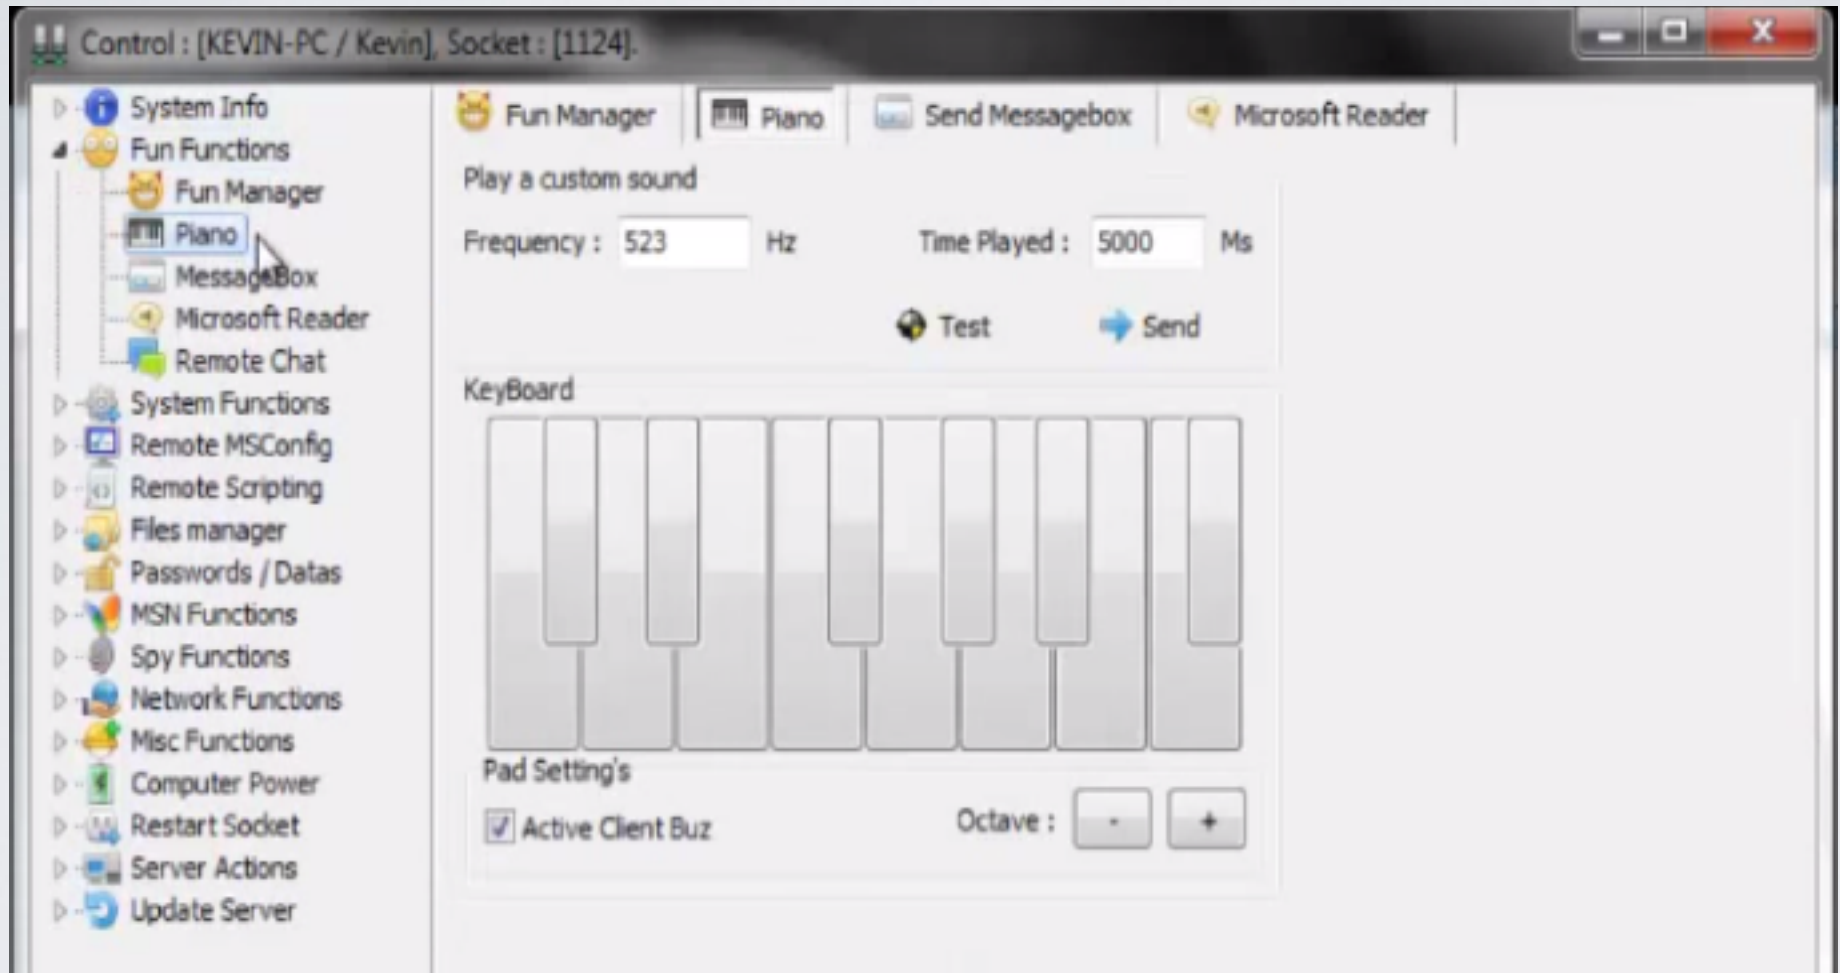 Control : [KEVIN-PC / Kevin], Socket : [1124].
System Info
Fun Functions
Fun Manager
Piano
MessageBox
Microsoft Reader
Remote Chat
System Functions
Remote MSConfig
Remote Scripting
Files manager
Passwords / Datas
MSN Functions
Spy Functions
Network Functions
Misc Functions
Computer Power
Restart Socket
Server Actions
Update Server
Fun Manager Piano Send Messagebox Microsoft Reader
Play a custom sound
Frequency : 523 Hz Time Played : 5000 Ms
Test Send
KeyBoard
Pad Setting's
Active Client Buz Octave : - +